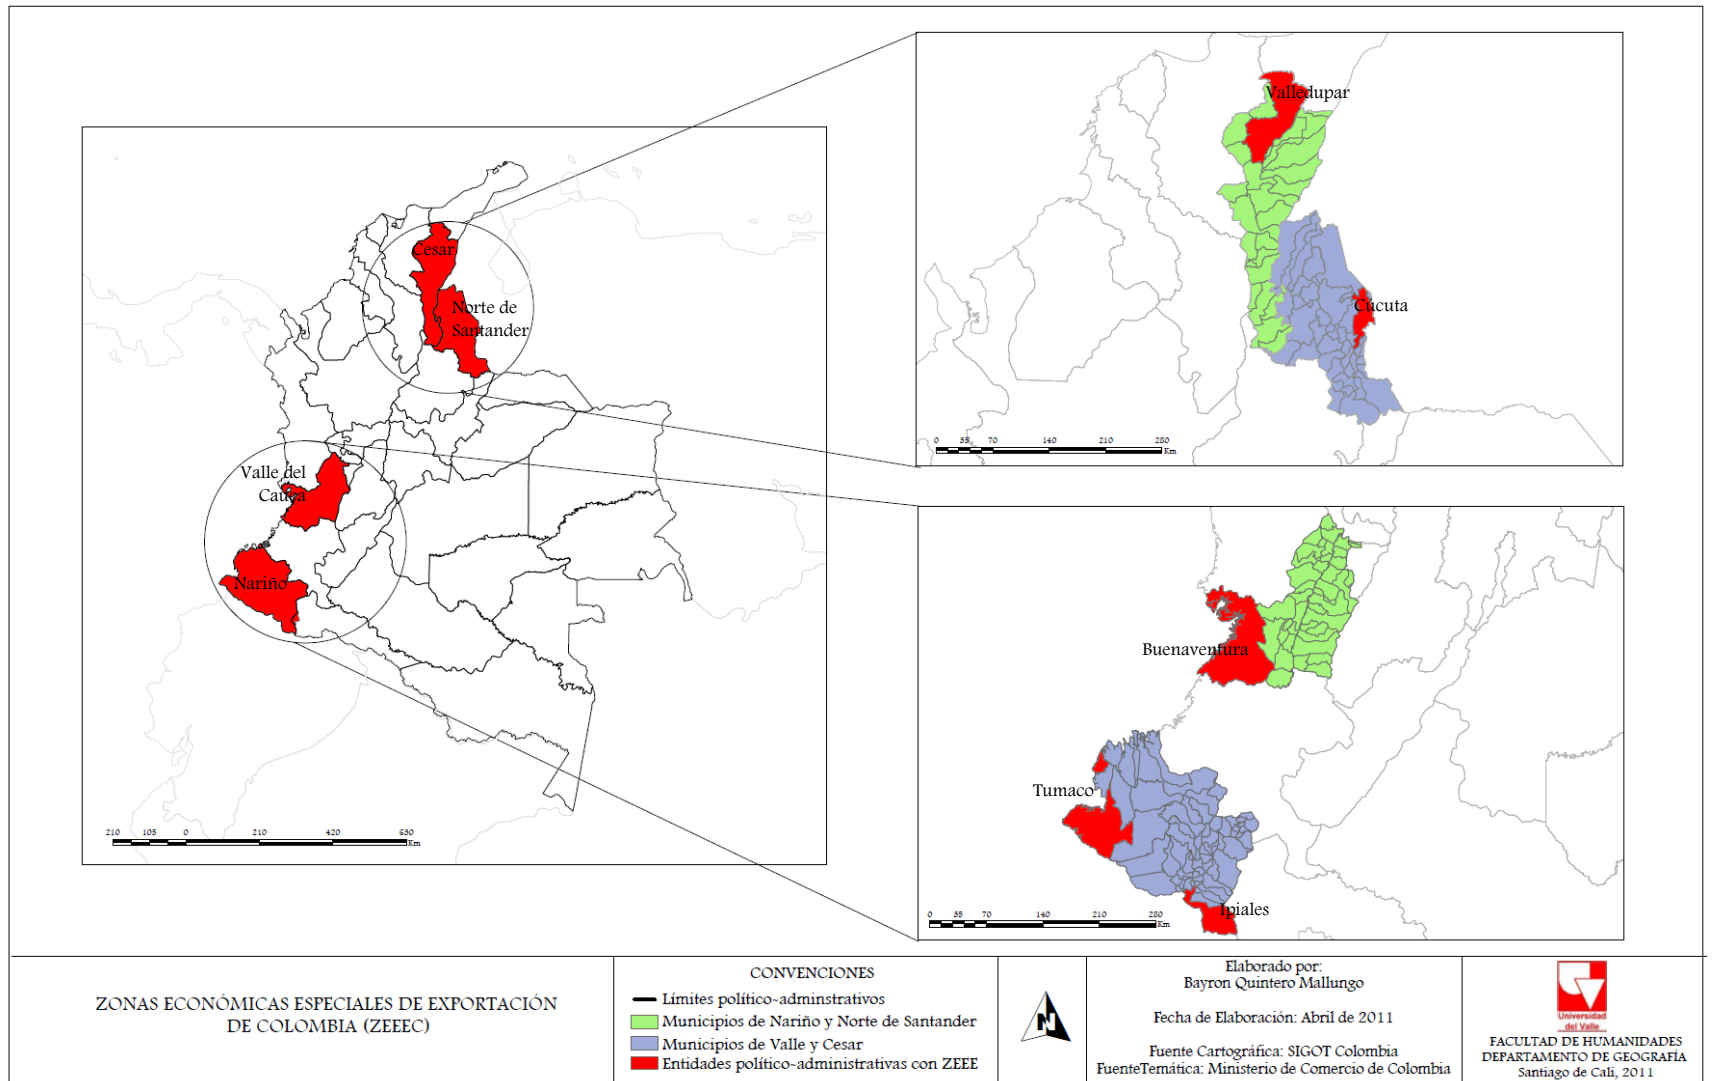 Cesar
Norte de
Santander
Valle del
Cauca
Nariño
210 105 0 210 420 630
Km
Valledupar
Cúcuta
0 35 70 140 210 280
Km
Buenaventura
Tumaco
Ipiales
0 35 70 140 210 280
Km
ZONAS ECONÓMICAS ESPECIALES DE EXPORTACIÓN
DE COLOMBIA (ZEEEC)
CONVENCIONES
Límites político-adminstrativos
Municipios de Nariño y Norte de Santander
Municipios de Valle y Cesar
Entidades político-administrativas con ZEEE
N
Elaborado por:
Bayron Quintero Mallungo
Fecha de Elaboración: Abril de 2011
Fuente Cartográfica: SIGOT Colombia
FuenteTemática: Ministerio de Comercio de Colombia
Universidad
del Valle
FACULTAD DE HUMANIDADES
DEPARTAMENTO DE GEOGRAFÍA
Santiago de Cali, 2011